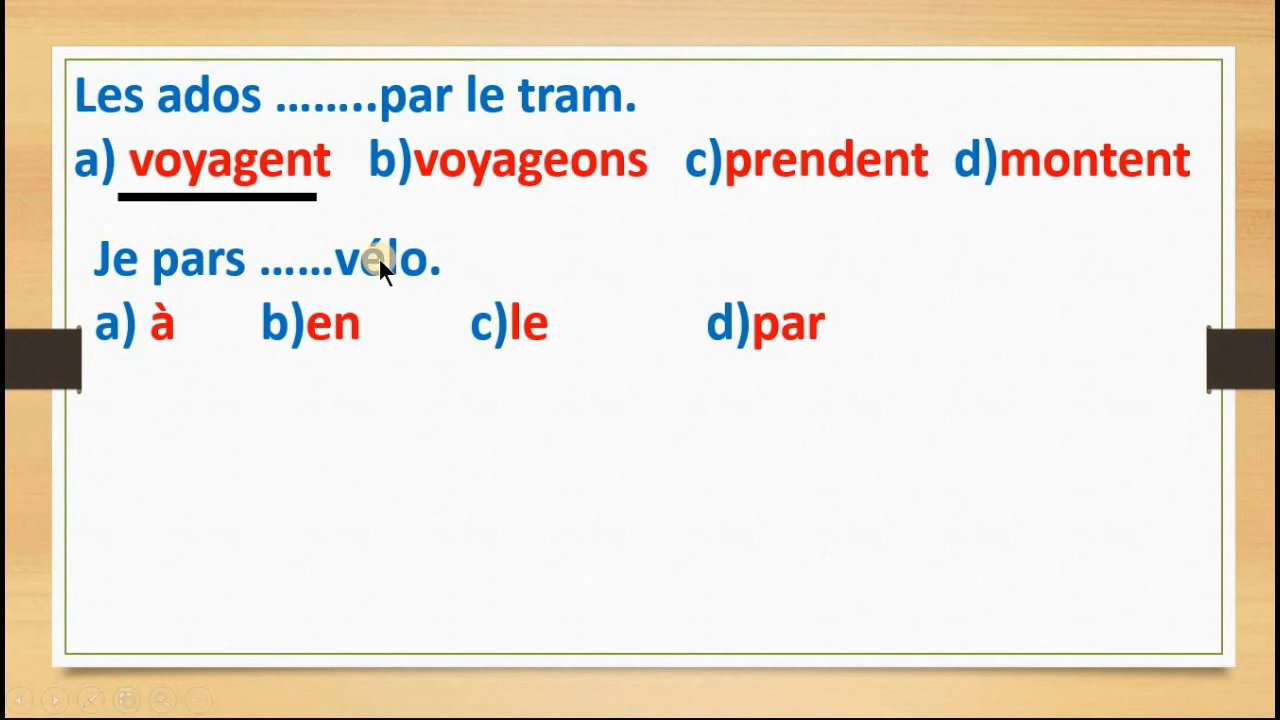 Les ados ........par le tram.
a) voyagent b)voyageons c)prendent d)montent
Je pars ......vélo.
a) à b)en c)le d)par